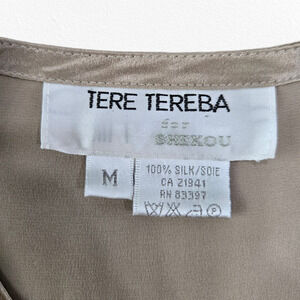 TERE TEREBA
for
SHEKOU
M
100% SILK/SOIE
CA 21941
RN 83397